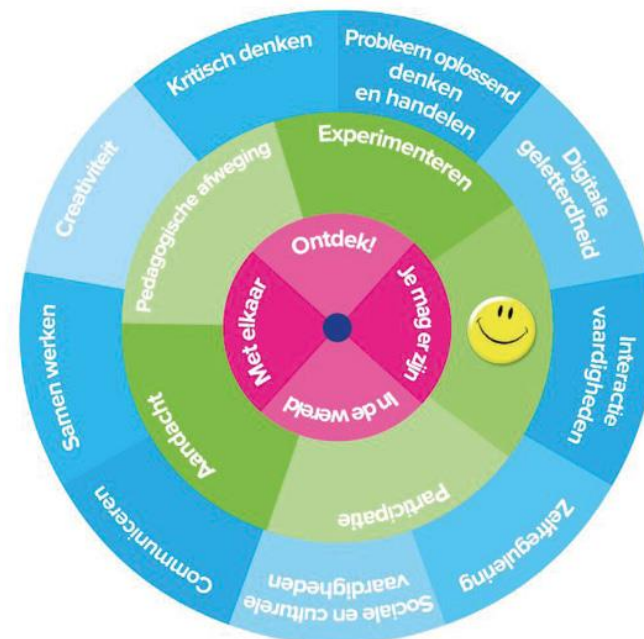 Kritisch denken
Probleem oplossend
denken
en handelen
Digitale
geletterdheid
Interactie
vaardigheden
Zelfregulering
Sociale en culturele
vaardigheden
Communiceren
Samen werken
Creativiteit
Experimenteren
Participatie
Aandacht
Pedagogische afweging
Ontdek!
Je mag er zijn
In de wereld
Met elkaar